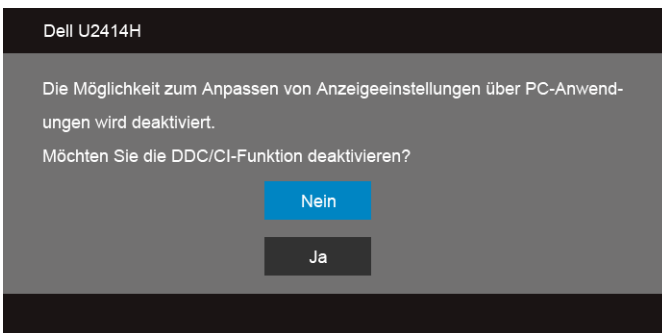 Dell U2414H
Die Möglichkeit zum Anpassen von Anzeigeeinstellungen über PC-Anwend-
ungen wird deaktiviert.
Möchten Sie die DDC/CI-Funktion deaktivieren?
Nein
Ja